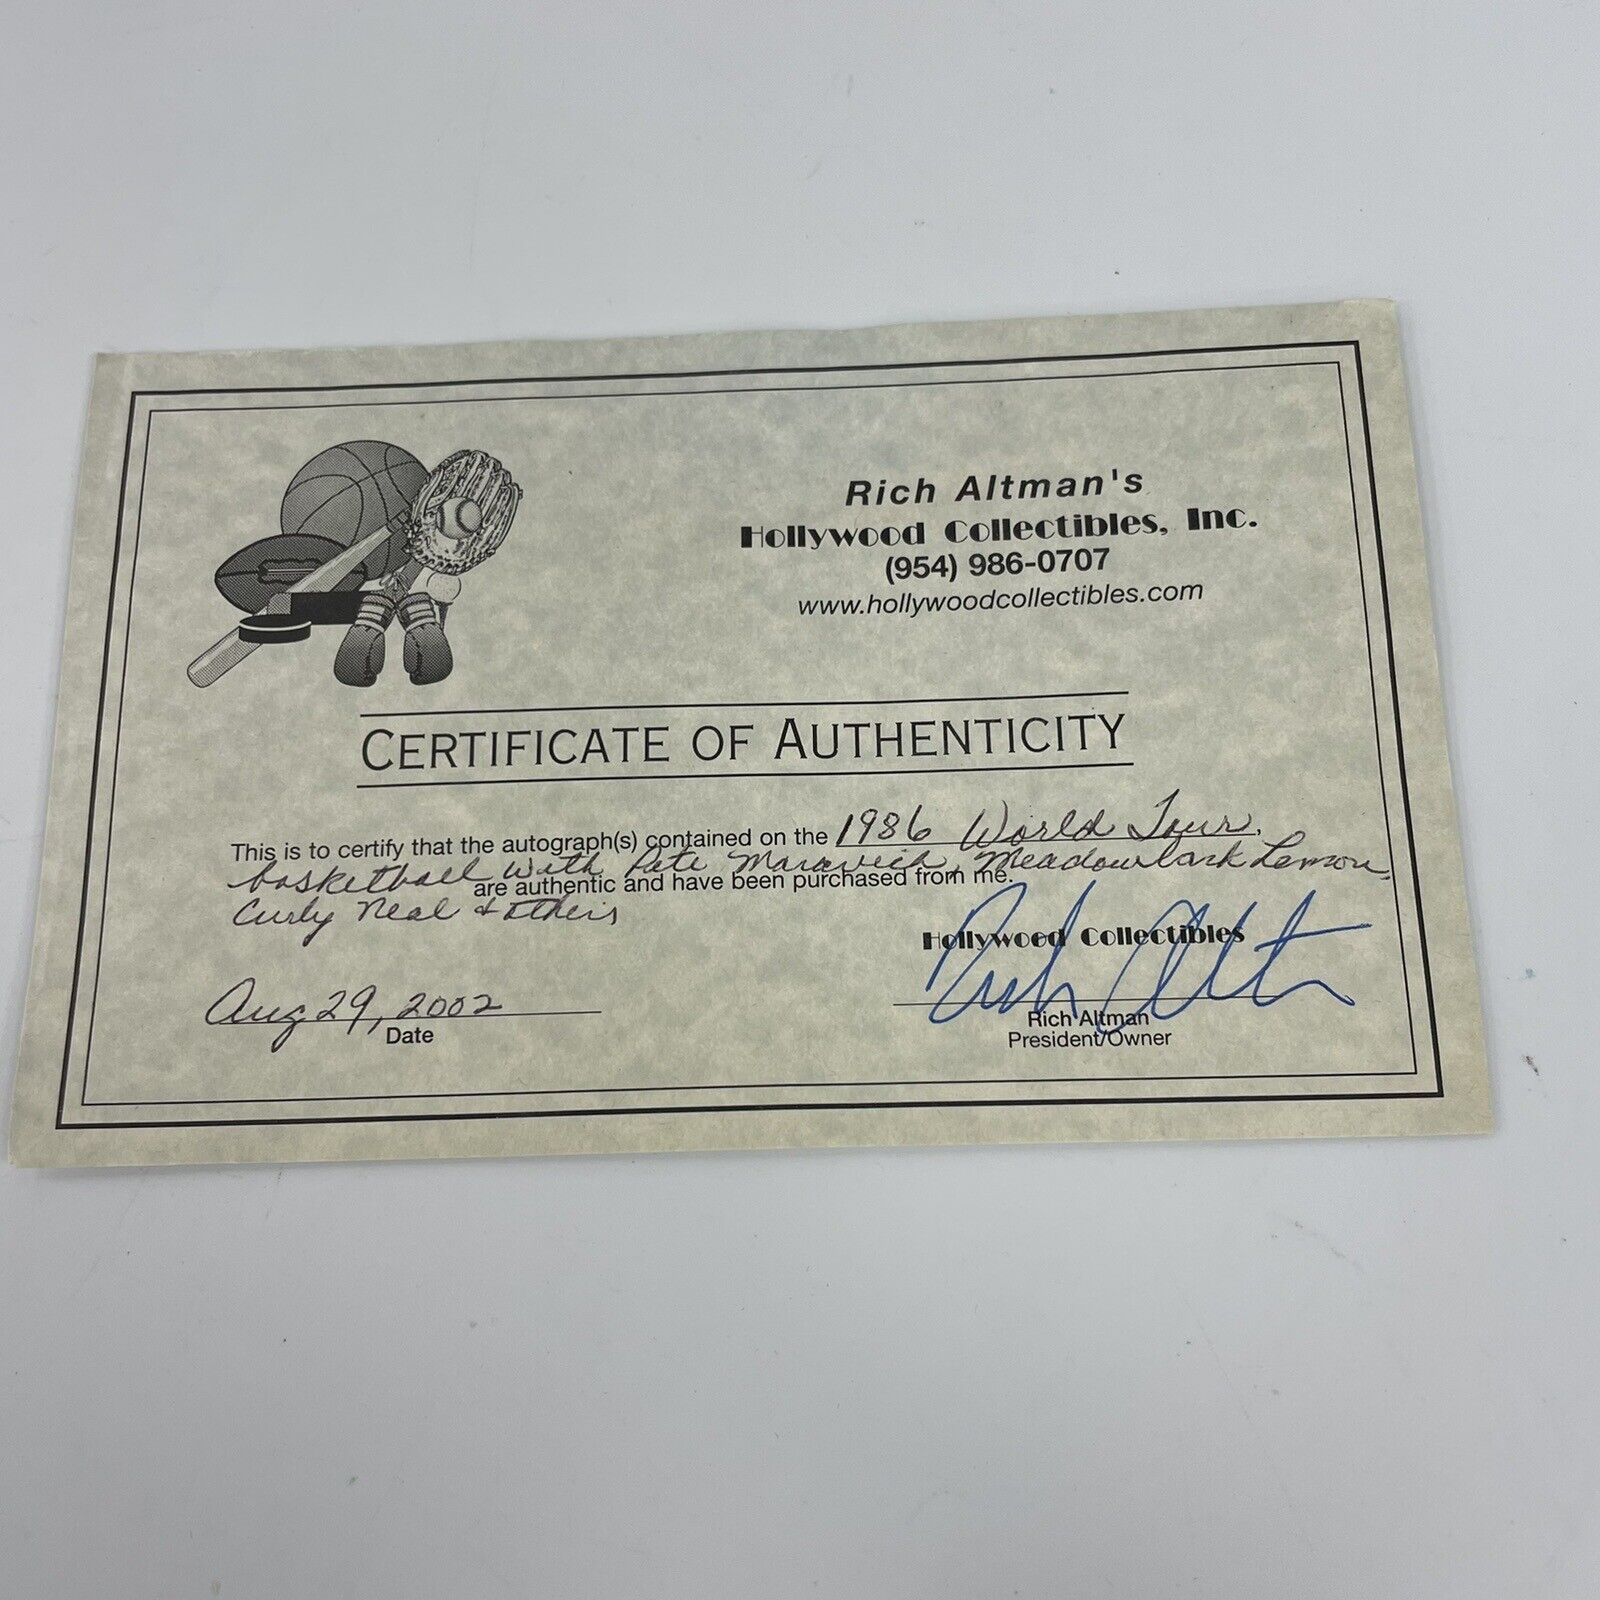 Rich Altman's
Hollywood Collectibles, Inc.
(954) 986-0707
www.hollywoodcollectibles.com
CERTIFICATE OF AUTHENTICITY
This is to certify that the autograph(s) contained on the 1986 World Tour
basketball with Pete Maravich, Meadowlark Lemon,
are authentic and have been purchased from me.
Curly Neal & others
Hollywood Collectibles
Rich Altman
Aug 29, 2002
Date
Rich Altman
President/Owner